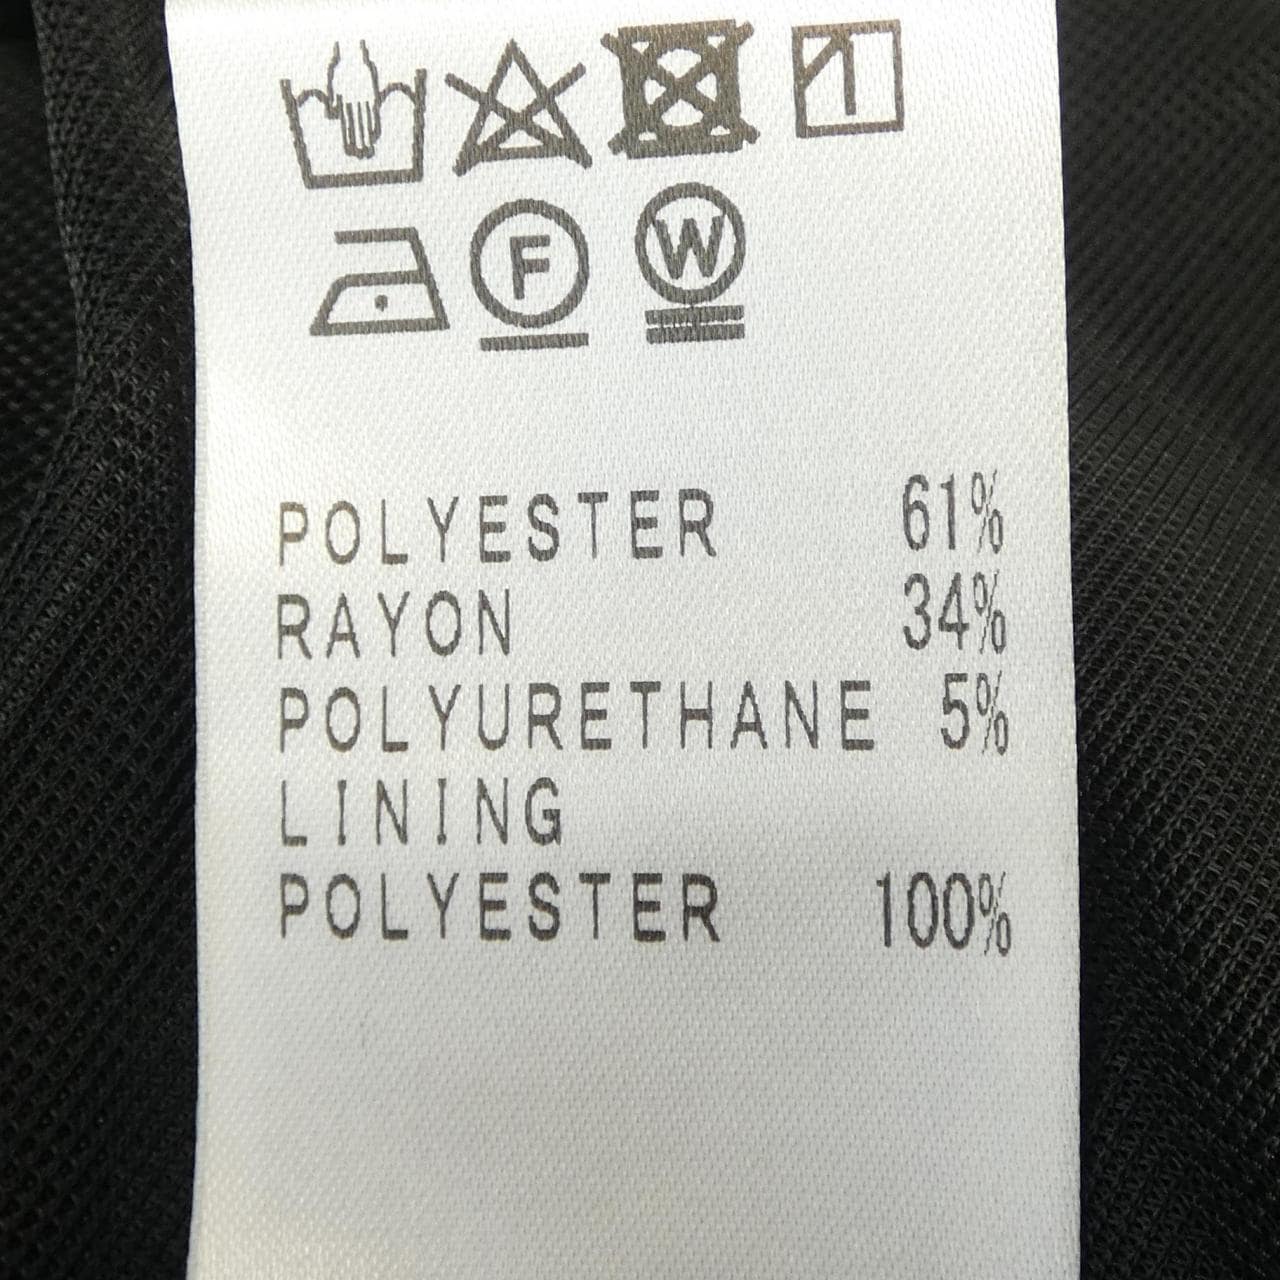 F W
POLYESTER 61%
RAYON 34%
POLYURETHANE 5%
LINING
POLYESTER 100%